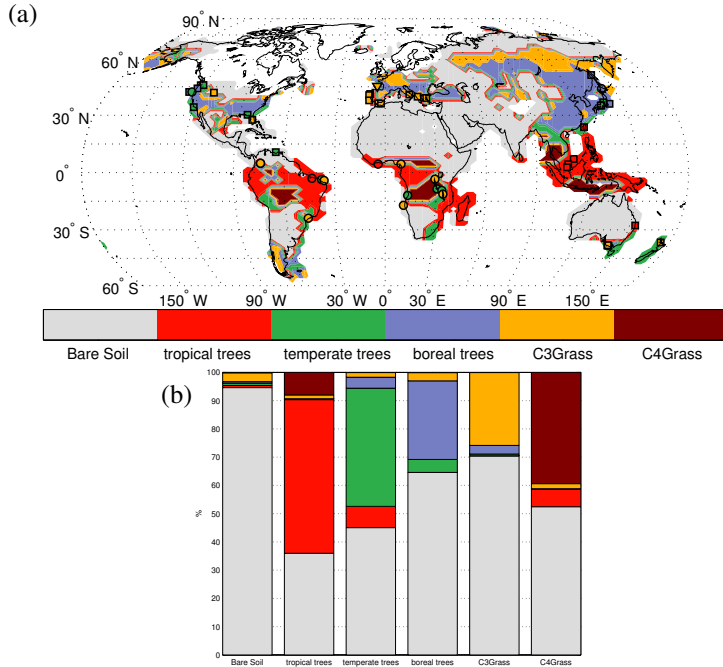 (a)
90° N
60° N
30° N
0°
30° S
60° S
150° W 90° W 30° W 0° 30° E 90° E 150° E
Bare Soil tropical trees temperate trees boreal trees C3Grass C4Grass
(b)
100
90
80
70
60
50
40
30
20
10
0
%
Bare Soil tropical trees temperate trees boreal trees C3Grass C4Grass